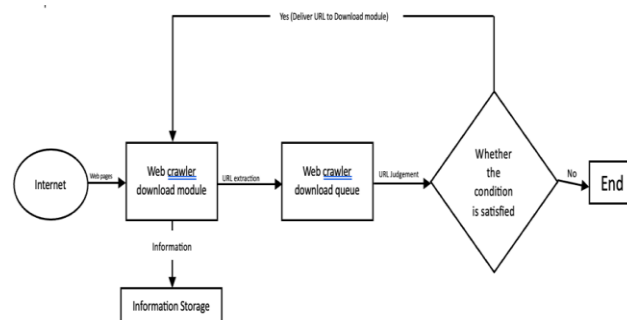 Yes (Deliver URL to Download module)
Internet
Web pages
Web crawler
download module
URL extraction
Web crawler
download queue
URL Judgement
Whether
the
condition
is satisfied
No
End
Information
Information Storage